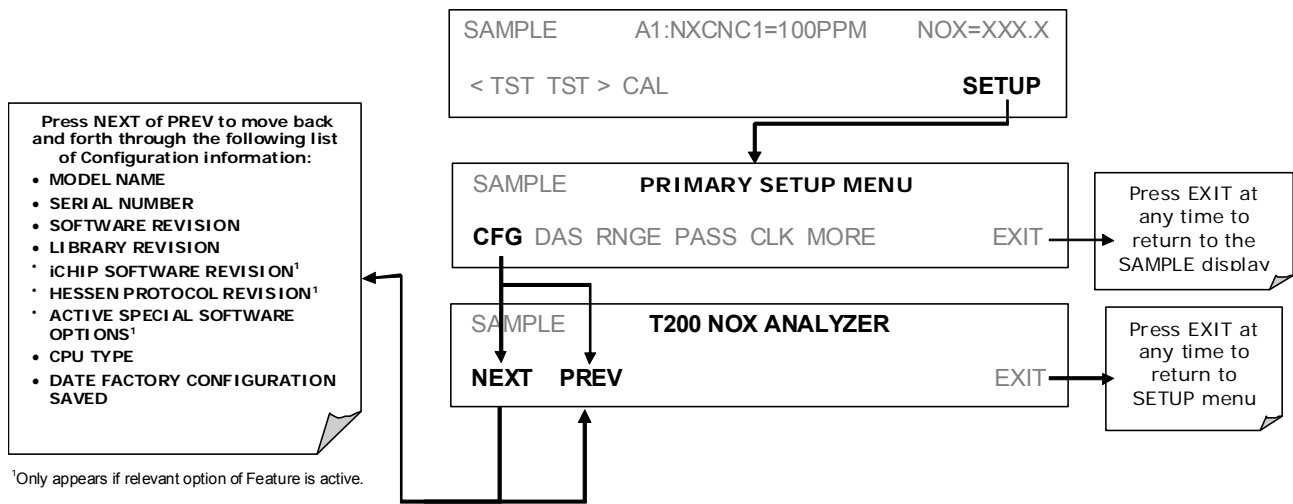 SAMPLE A1:NXCNC1=100PPM NOX=XXX.X
< TST TST > CAL SETUP
Press NEXT of PREV to move back
and forth through the following list
of Configuration information:
• MODEL NAME
• SERIAL NUMBER
• SOFTWARE REVISION
• LIBRARY REVISION
• iCHIP SOFTWARE REVISION¹
• HESSEN PROTOCOL REVISION¹
• ACTIVE SPECIAL SOFTWARE
OPTIONS¹
• CPU TYPE
• DATE FACTORY CONFIGURATION
SAVED
¹Only appears if relevant option of Feature is active.
SAMPLE PRIMARY SETUP MENU
CFG DAS RNGE PASS CLK MORE EXIT
Press EXIT at
any time to
return to the
SAMPLE display
SAMPLE T200 NOX ANALYZER
NEXT PREV EXIT
Press EXIT at
any time to
return to
SETUP menu